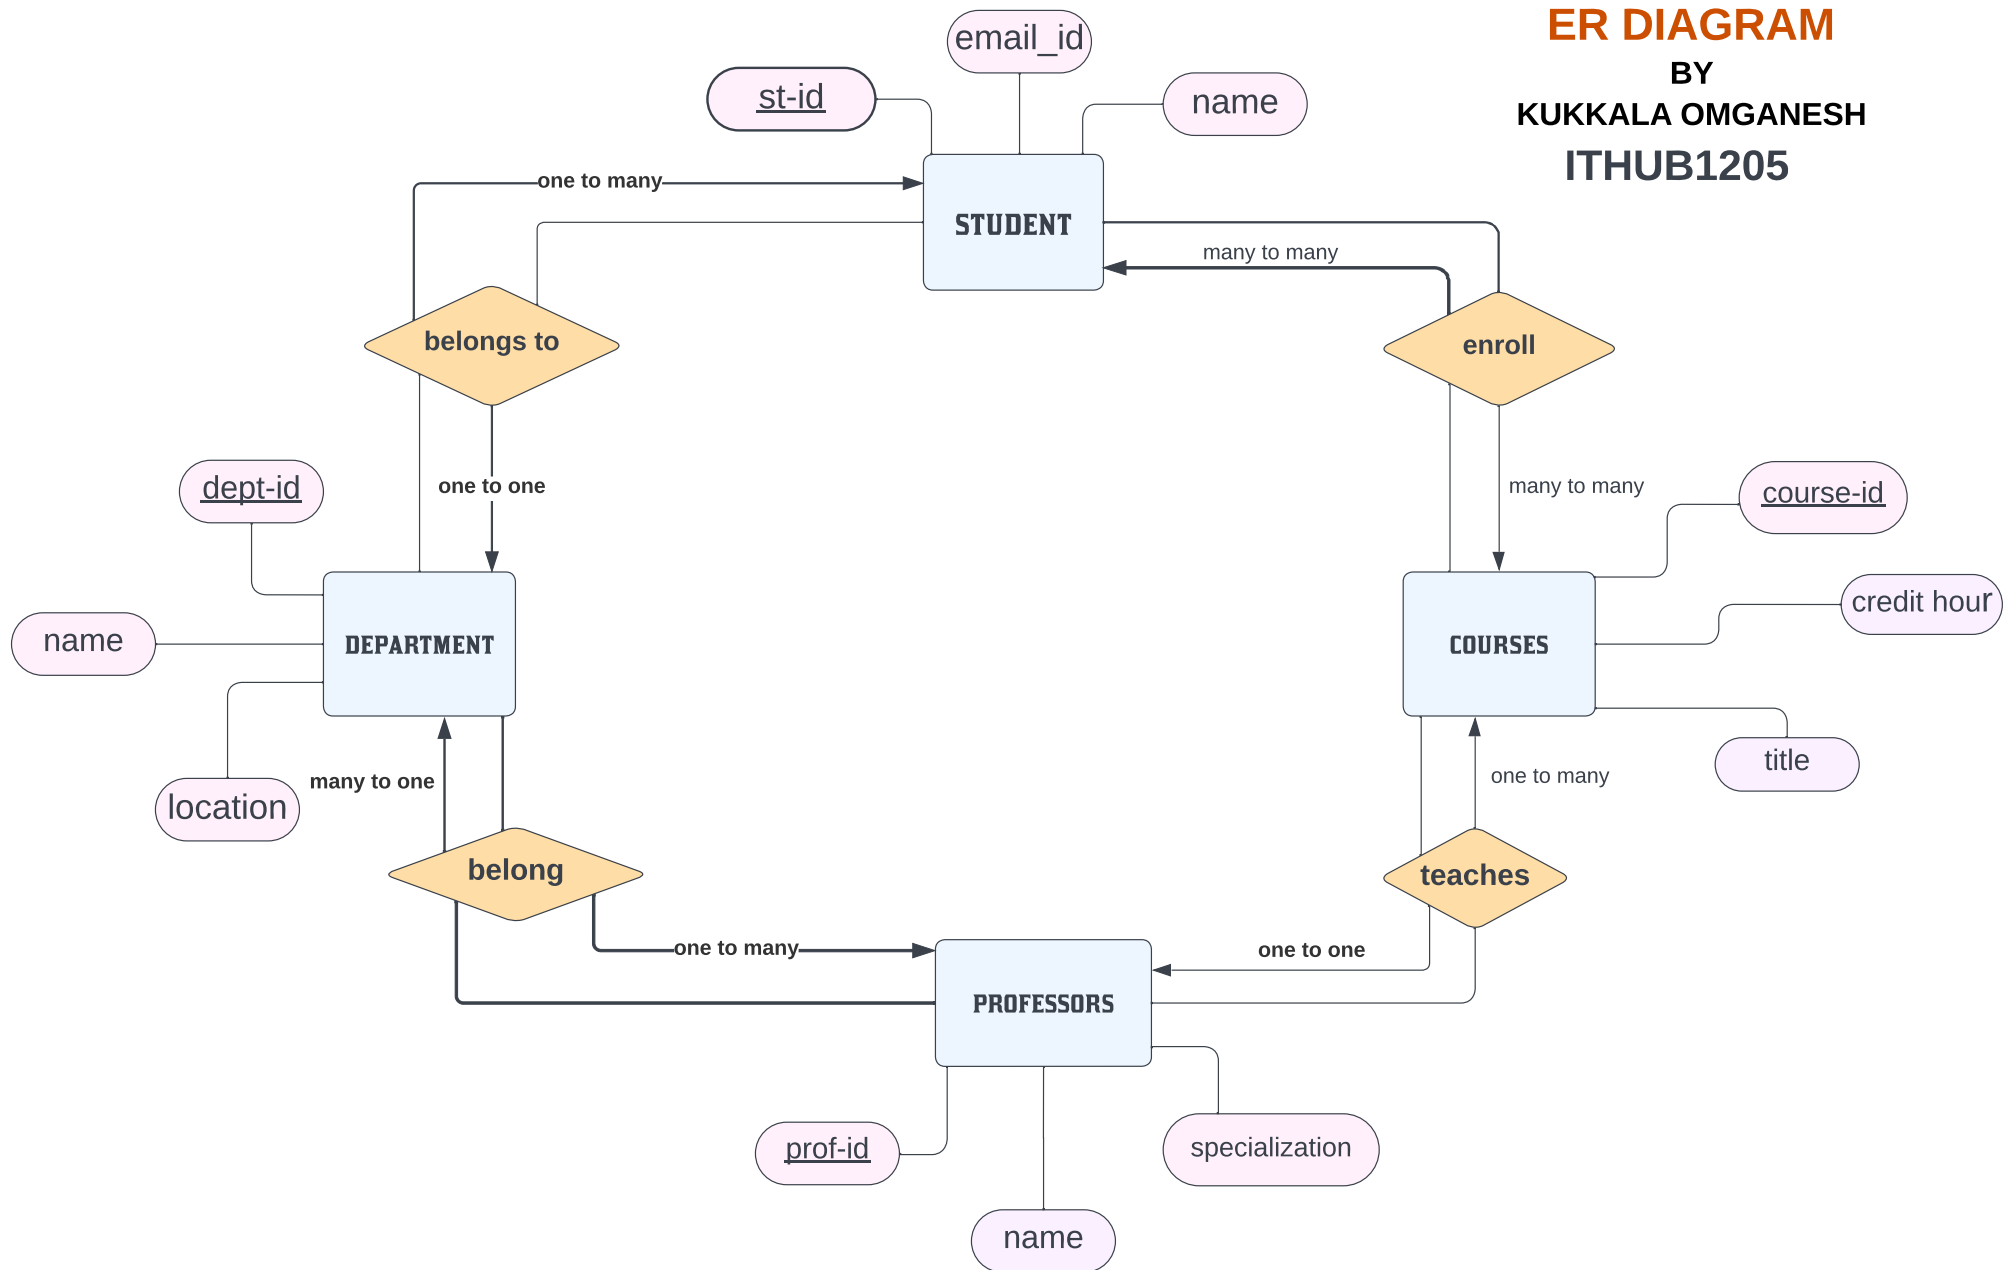 ER DIAGRAM
BY
KUKKALA OMGANESH
ITHUB1205
email_id
st-id
name
one to many
STUDENT
many to many
belongs to
enroll
one to one
many to many
dept-id
course-id
credit hour
name
DEPARTMENT
COURSES
location
many to one
one to many
title
belong
teaches
one to many
one to one
PROFESSORS
prof-id
specialization
name